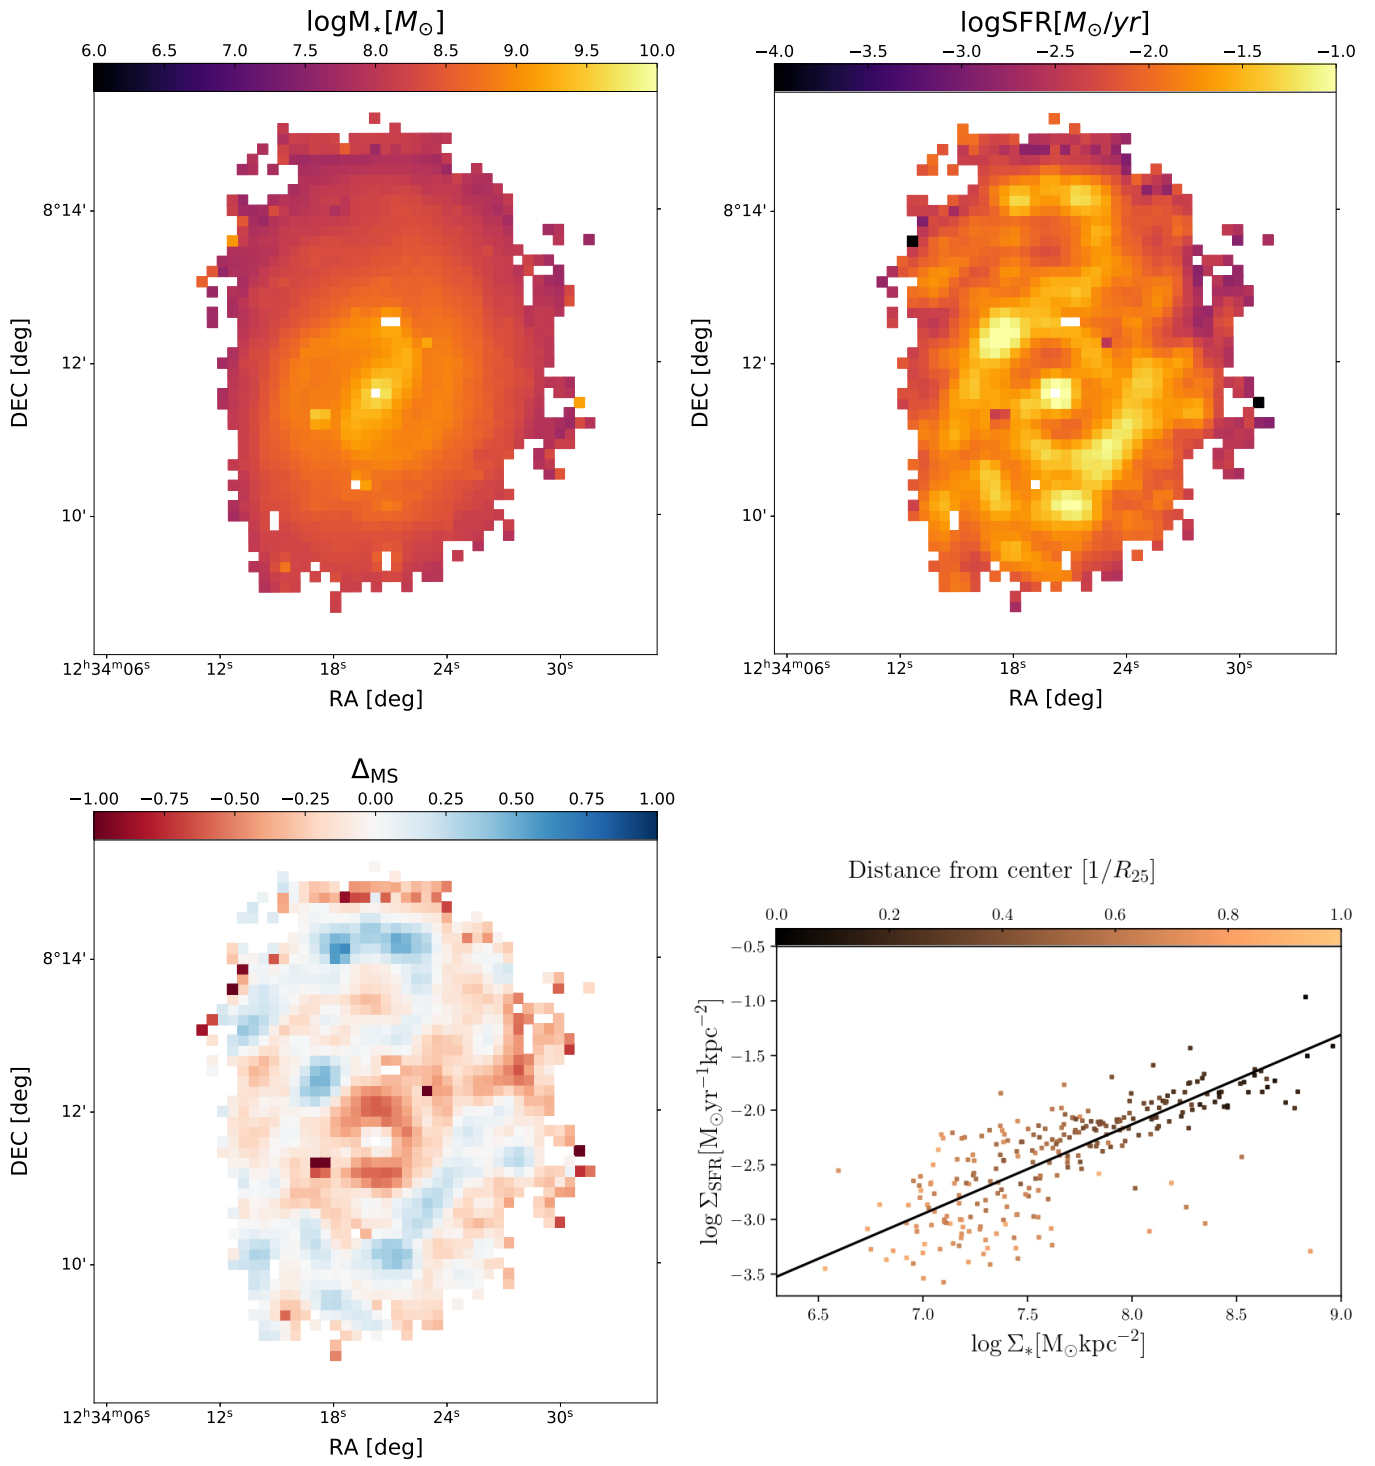 logM⋆[M⊙]
6.0 6.5 7.0 7.5 8.0 8.5 9.0 9.5 10.0
8°14'
12'
10'
DEC [deg]
12ʰ34ᵐ06ˢ 12ˢ 18ˢ 24ˢ 30ˢ
RA [deg]
logSFR[M⊙/yr]
−4.0 −3.5 −3.0 −2.5 −2.0 −1.5 −1.0
8°14'
12'
10'
DEC [deg]
12ʰ34ᵐ06ˢ 12ˢ 18ˢ 24ˢ 30ˢ
RA [deg]
Δ_MS
−1.00 −0.75 −0.50 −0.25 0.00 0.25 0.50 0.75 1.00
8°14'
12'
10'
DEC [deg]
12ʰ34ᵐ06ˢ 12ˢ 18ˢ 24ˢ 30ˢ
RA [deg]
Distance from center [1/R₂₅]
0.0 0.2 0.4 0.6 0.8 1.0
−0.5
−1.0
−1.5
−2.0
−2.5
−3.0
−3.5
log Σ_SFR[M⊙yr⁻¹kpc⁻²]
6.5 7.0 7.5 8.0 8.5 9.0
log Σ_*[M⊙kpc⁻²]